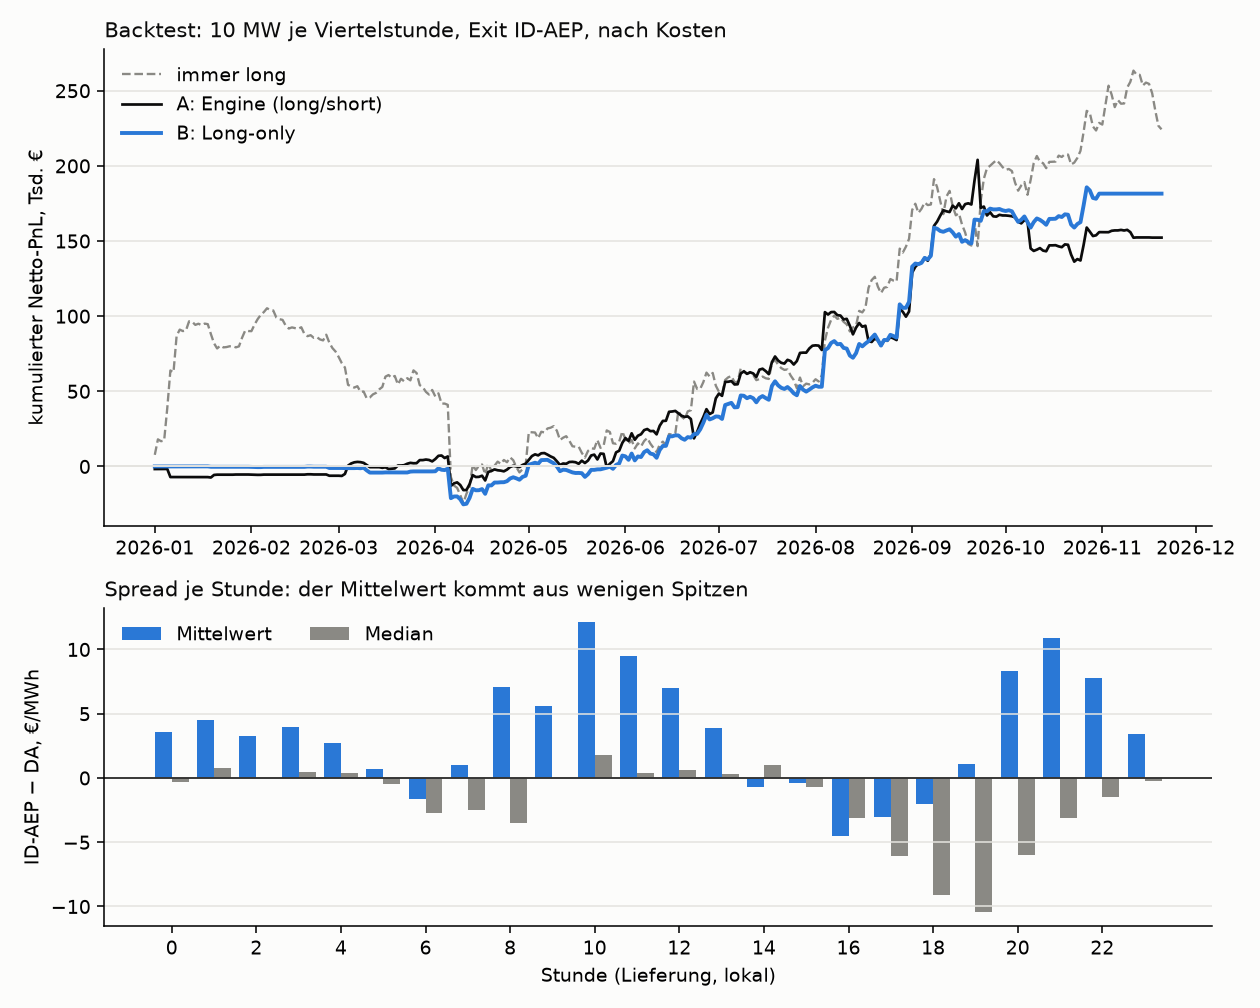 Backtest: 10 MW je Viertelstunde, Exit ID-AEP, nach Kosten
immer long
A: Engine (long/short)
B: Long-only
kumulierter Netto-PnL, Tsd. €
250
200
150
100
50
0
2026-01 2026-02 2026-03 2026-04 2026-05 2026-06 2026-07 2026-08 2026-09 2026-10 2026-11 2026-12
Spread je Stunde: der Mittelwert kommt aus wenigen Spitzen
Mittelwert Median
ID-AEP − DA, €/MWh
10
5
0
−5
−10
0 2 4 6 8 10 12 14 16 18 20 22
Stunde (Lieferung, lokal)